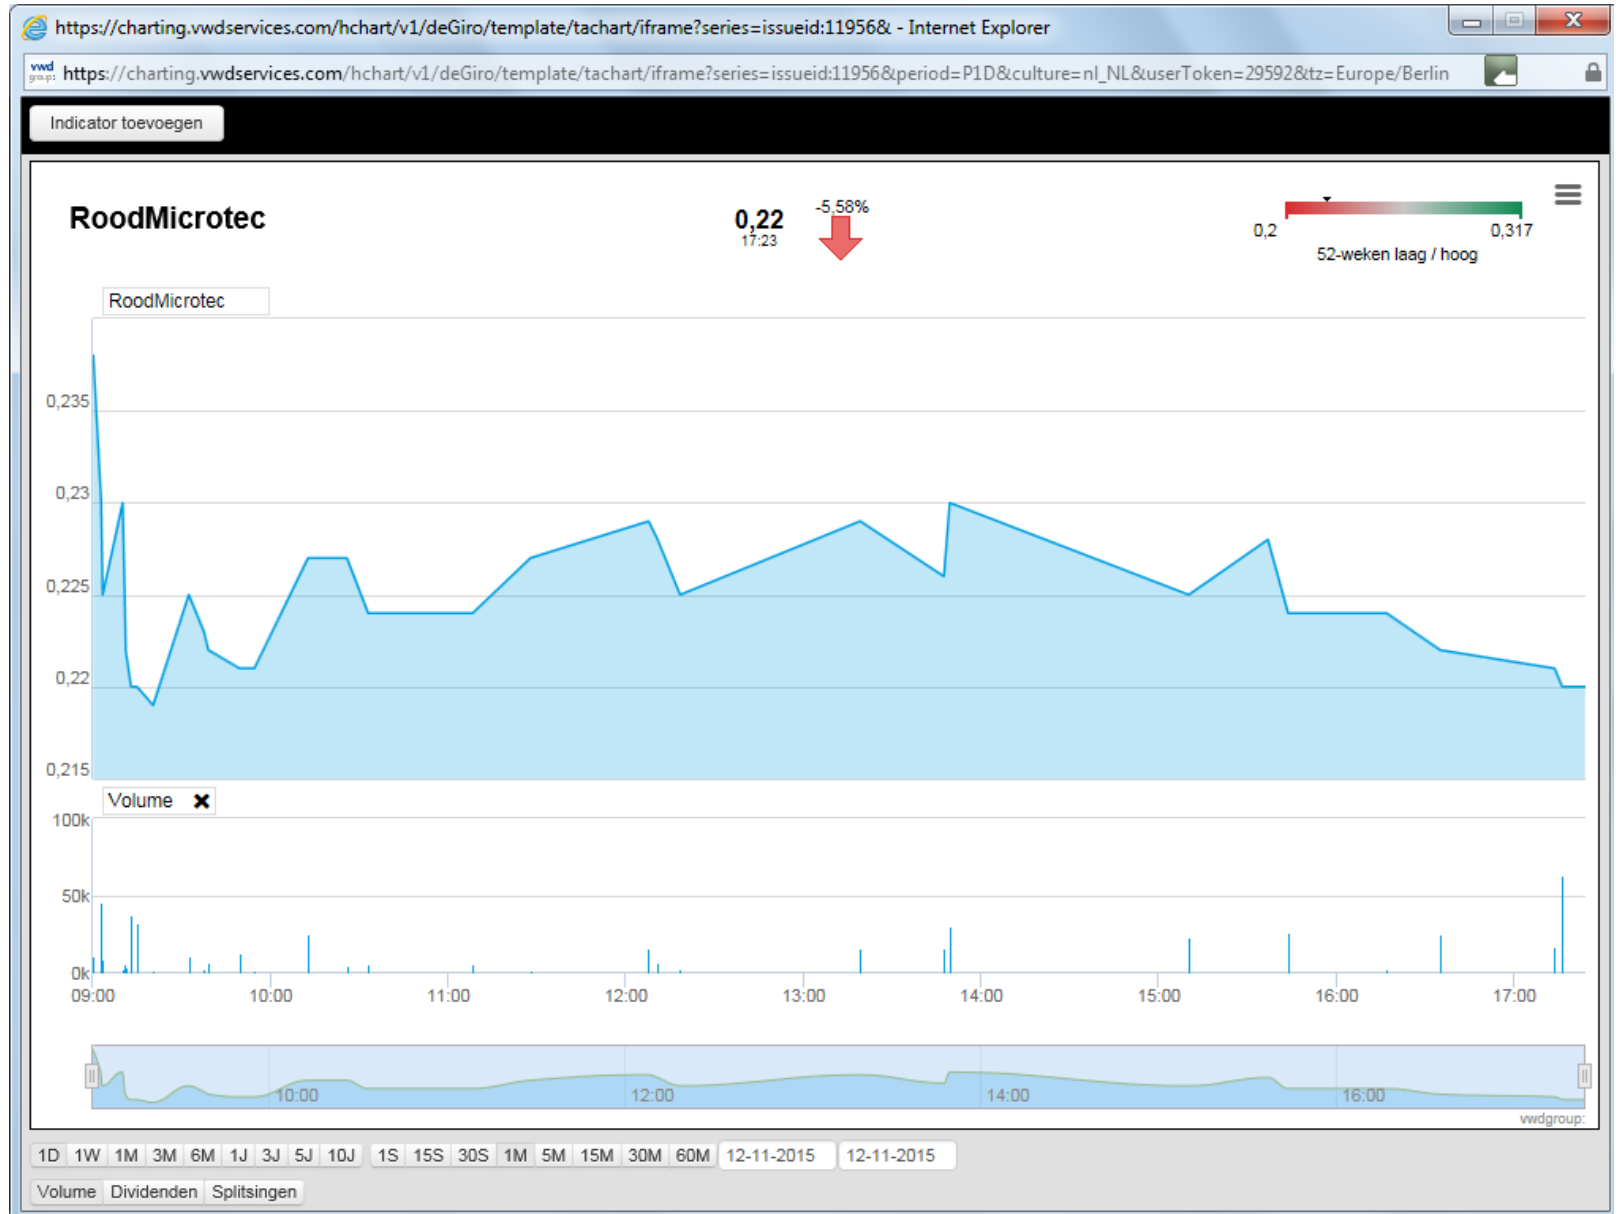 https://charting.vwdservices.com/hchart/v1/deGiro/template/tachart/iframe?series=issueid:11956& - Internet Explorer
vwd group: https://charting.vwdservices.com/hchart/v1/deGiro/template/tachart/iframe?series=issueid:11956&period=P1D&culture=nl_NL&userToken=29592&tz=Europe/Berlin
Indicator toevoegen
RoodMicrotec
0,22
17:23
-5,58%
0,2
0,317
52-weken laag / hoog
RoodMicrotec
0,235
0,23
0,225
0,22
0,215
Volume
100k
50k
0k
09:00 10:00 11:00 12:00 13:00 14:00 15:00 16:00 17:00
10:00 12:00 14:00 16:00
vwdgroup:
1D 1W 1M 3M 6M 1J 3J 5J 10J 1S 15S 30S 1M 5M 15M 30M 60M 12-11-2015 12-11-2015
Volume Dividenden Splitsingen